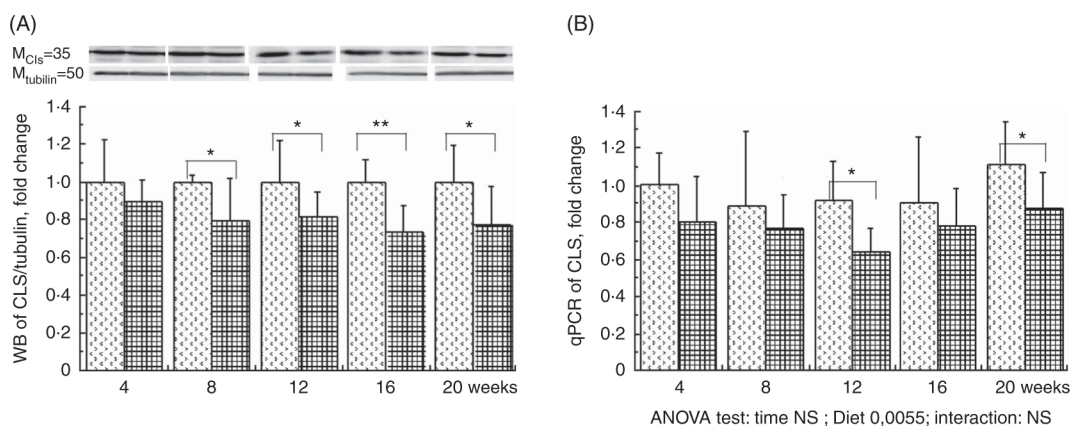 (A)
M_Cls=35
M_tubilin=50
WB of CLS/tubulin, fold change
1·4
1·2
1·0
0·8
0·6
0·4
0·2
0
*
*
**
*
4 8 12 16 20 weeks
(B)
qPCR of CLS, fold change
1·4
1·2
1·0
0·8
0·6
0·4
0·2
0
*
*
4 8 12 16 20 weeks
ANOVA test: time NS ; Diet 0,0055; interaction: NS